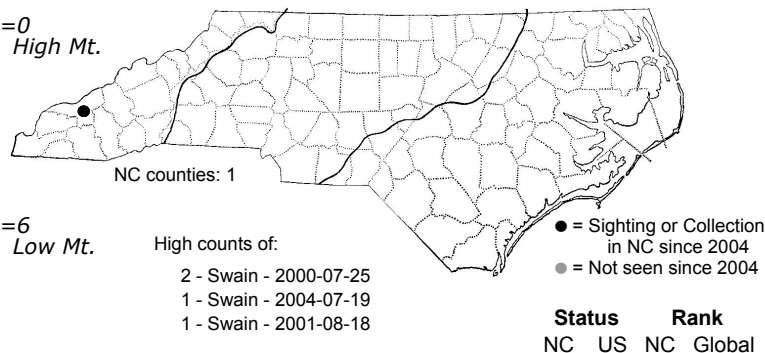 =0
High Mt.
NC counties: 1
=6
Low Mt.
High counts of:
2 - Swain - 2000-07-25
1 - Swain - 2004-07-19
1 - Swain - 2001-08-18
= Sighting or Collection
in NC since 2004
= Not seen since 2004
Status Rank
NC US NC Global